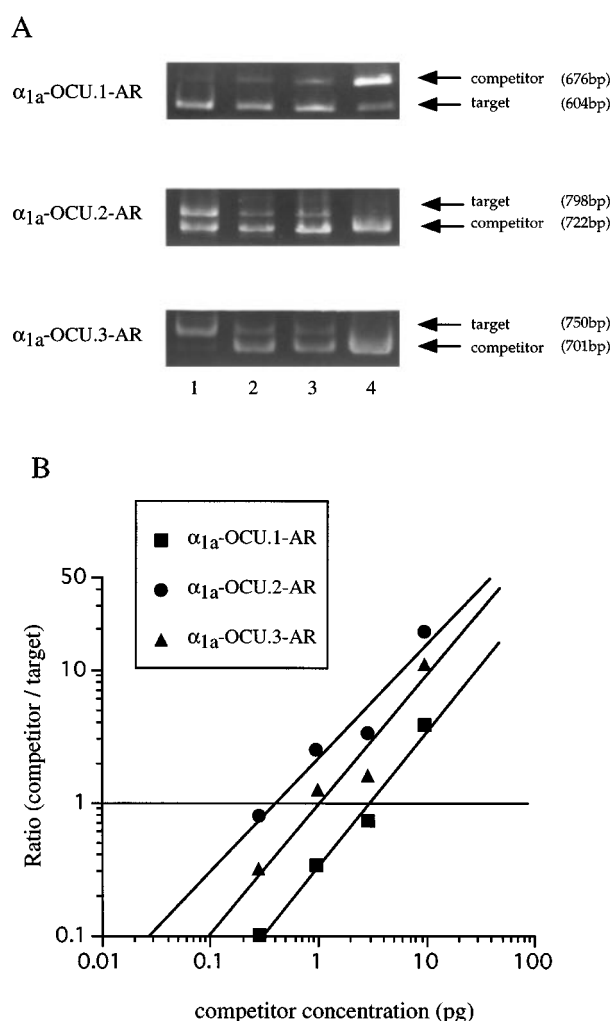 A
α1a-OCU.1-AR
competitor (676bp)
target (604bp)
α1a-OCU.2-AR
target (798bp)
competitor (722bp)
α1a-OCU.3-AR
target (750bp)
competitor (701bp)
1 2 3 4
B
α1a-OCU.1-AR
α1a-OCU.2-AR
α1a-OCU.3-AR
Ratio (competitor / target)
50
10
1
0.1
0.01 0.1 1 10 100
competitor concentration (pg)